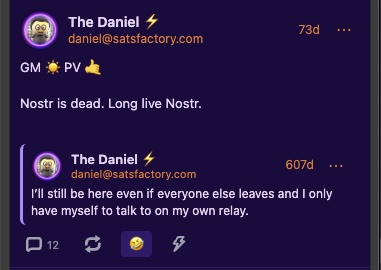 The Daniel ⚡
daniel@satsfactory.com
73d
GM ☀️ PV 🤙
Nostr is dead. Long live Nostr.
The Daniel ⚡
daniel@satsfactory.com
607d
I'll still be here even if everyone else leaves and I only
have myself to talk to on my own relay.
12